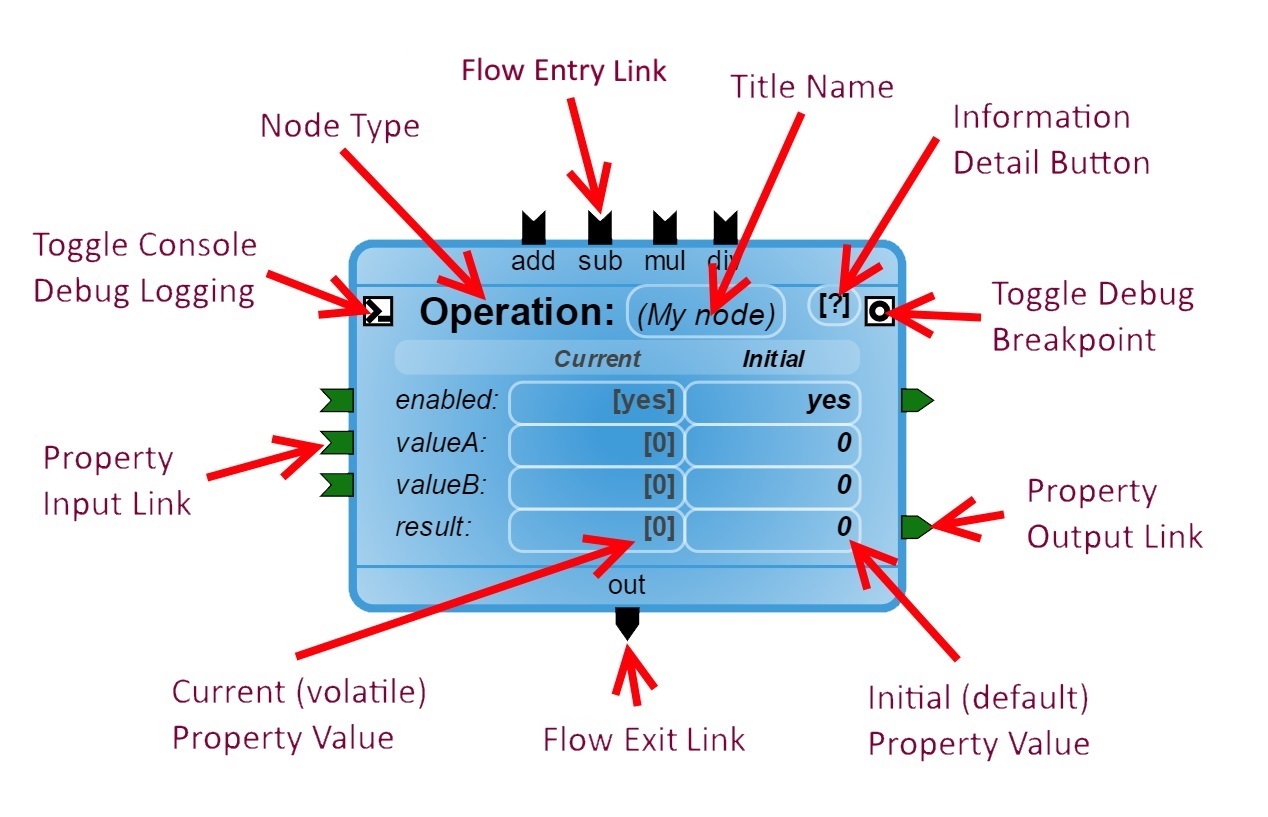 Flow Entry Link
Title Name
Node Type
Information
Detail Button
Toggle Console
Debug Logging
add sub mul div
Operation: (My node) [?]
Toggle Debug
Breakpoint
Current Initial
enabled: [yes] yes
valueA: [0] 0
valueB: [0] 0
result: [0] 0
Property
Input Link
Property
Output Link
out
Current (volatile)
Property Value
Flow Exit Link
Initial (default)
Property Value